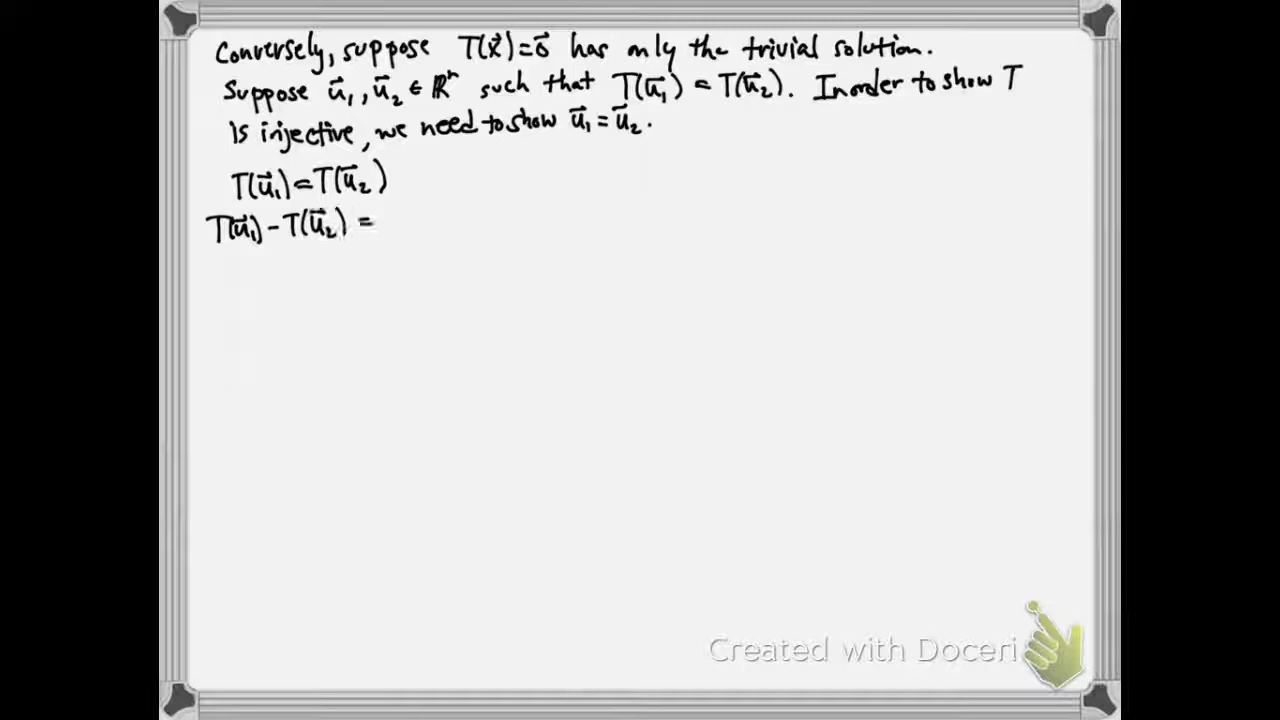 Conversely, suppose T(x⃗)=0⃗ has only the trivial solution.
Suppose u⃗₁, u⃗₂ ∈ ℝⁿ such that T(u⃗₁) = T(u⃗₂). In order to show T
is injective, we need to show u⃗₁ = u⃗₂.
T(u⃗₁) = T(u⃗₂)
T(u⃗₁) - T(u⃗₂) =
Created with Doceri